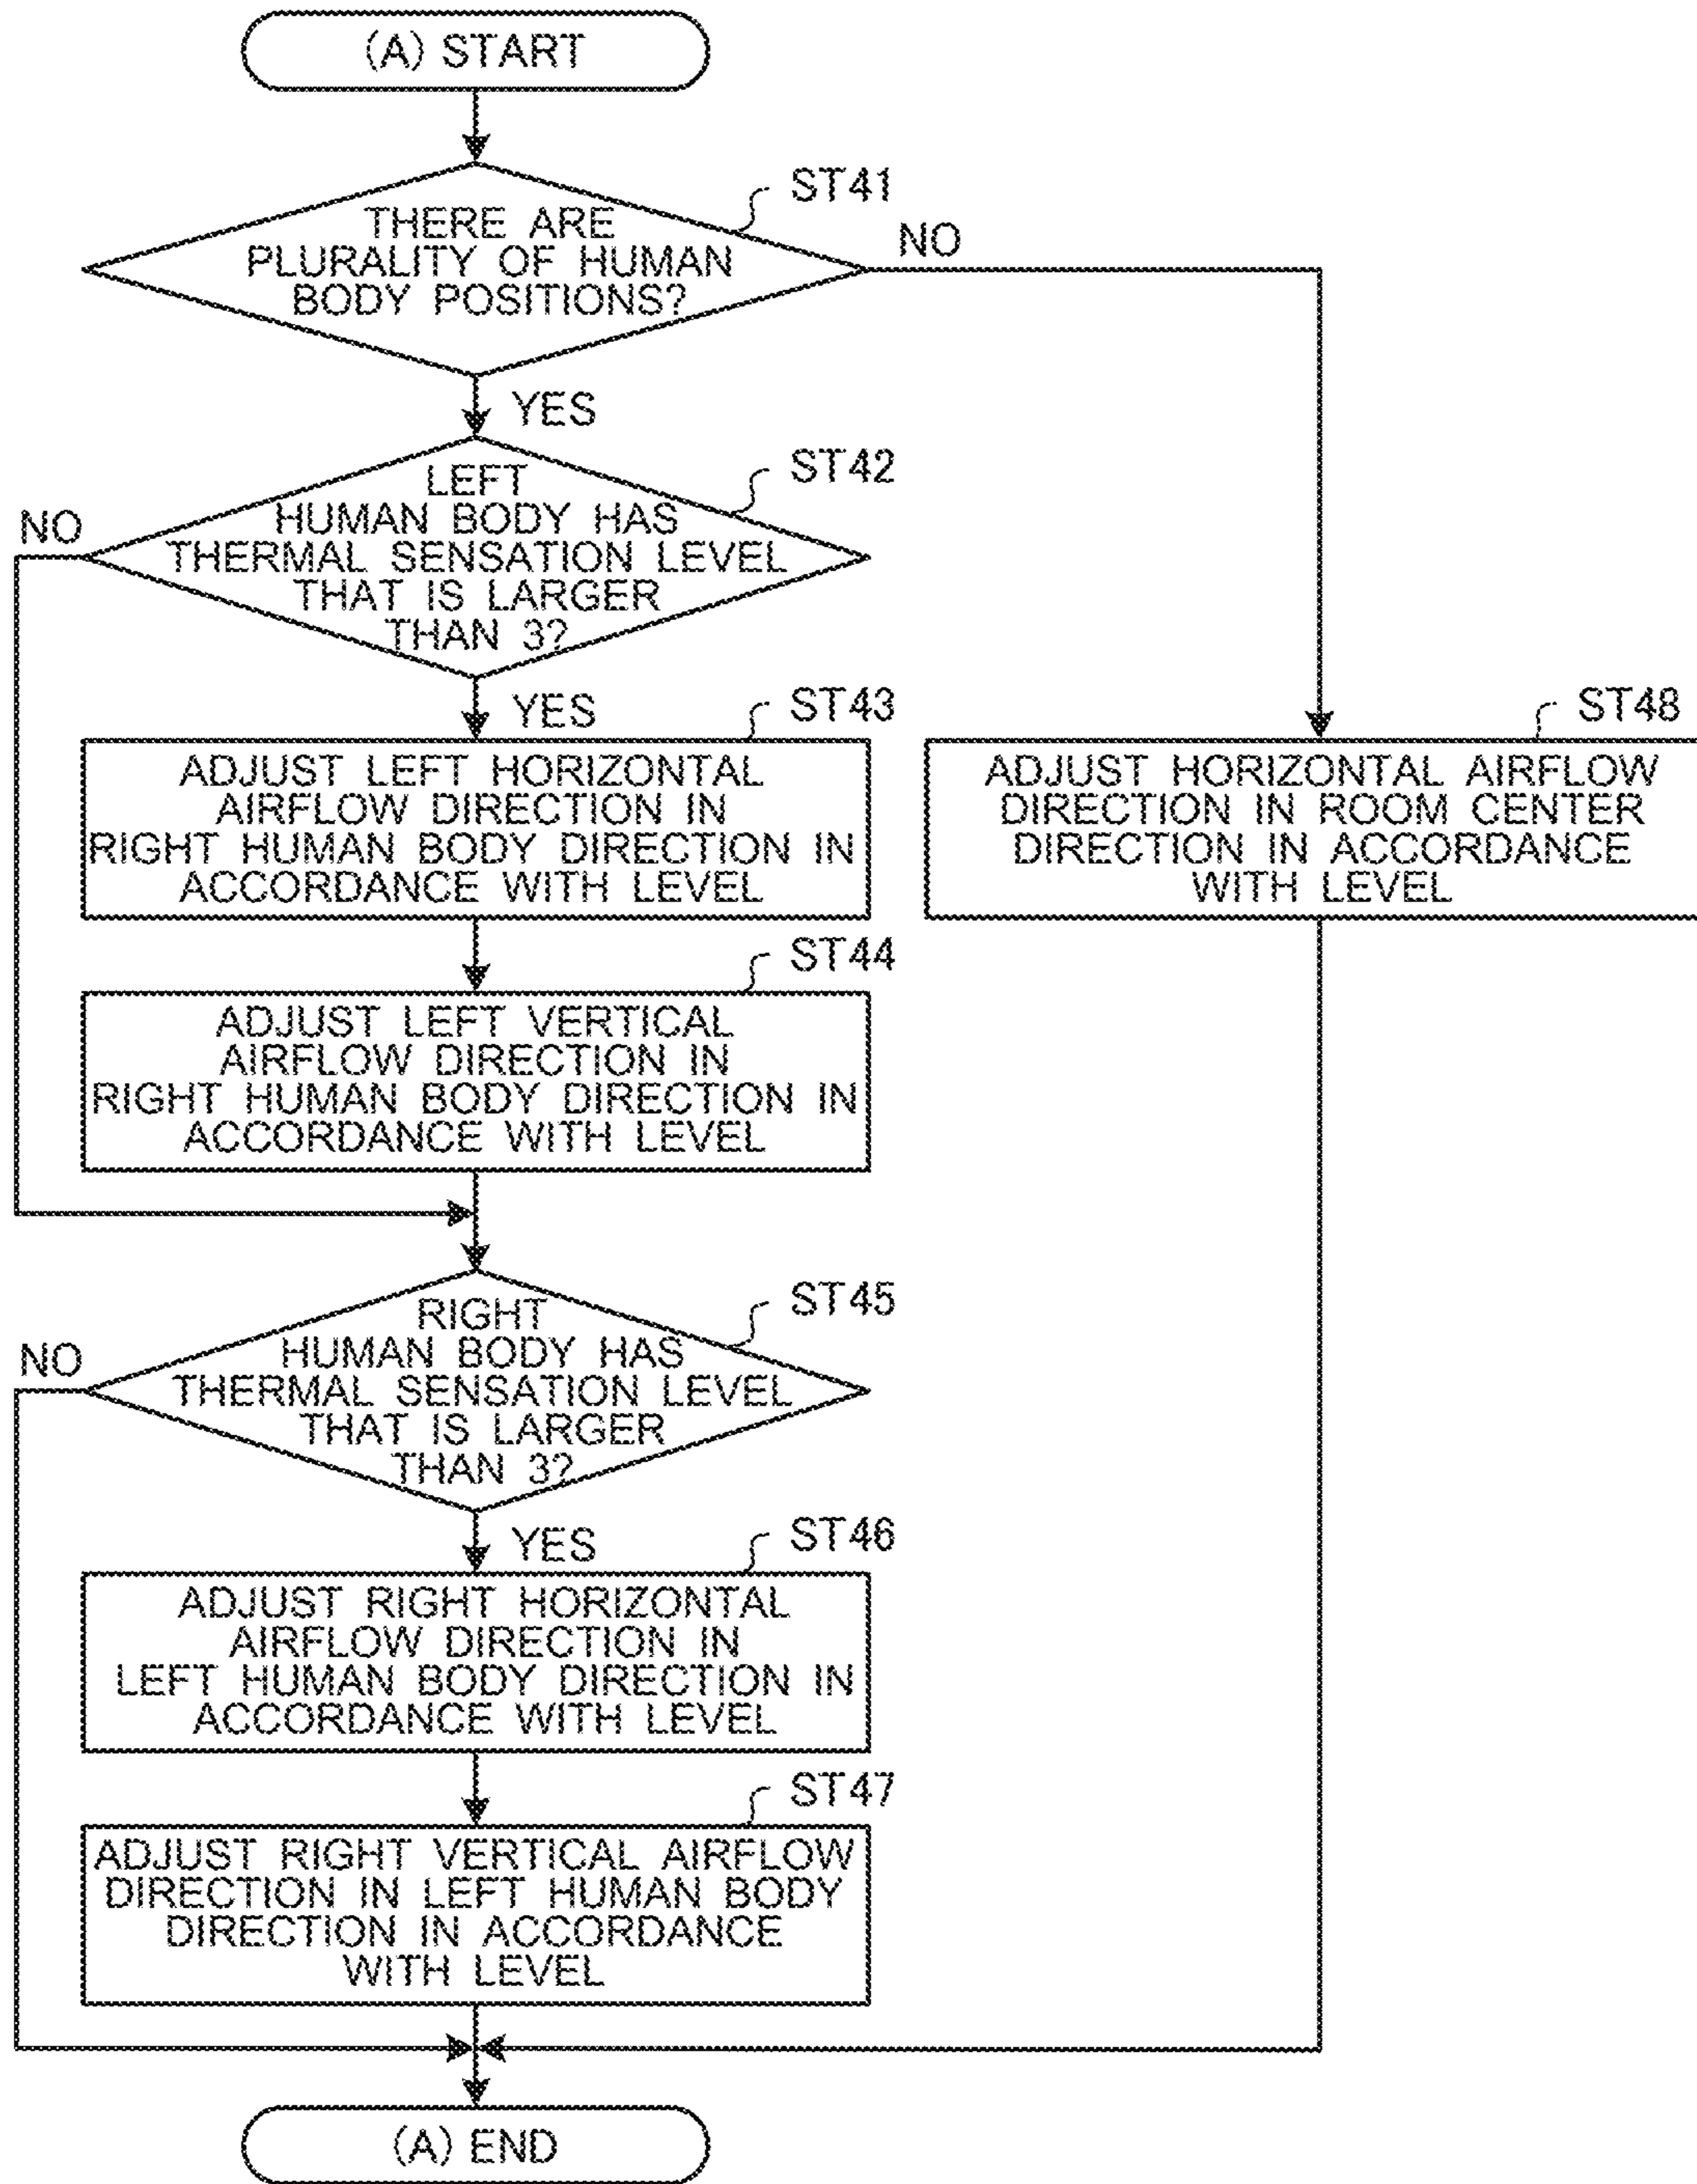 (A) START
ST41
THERE ARE
PLURALITY OF HUMAN
BODY POSITIONS?
NO
YES
ST42
LEFT
HUMAN BODY HAS
THERMAL SENSATION LEVEL
THAT IS LARGER
THAN 3?
NO
YES
ST43
ADJUST LEFT HORIZONTAL
AIRFLOW DIRECTION IN
RIGHT HUMAN BODY DIRECTION IN
ACCORDANCE WITH LEVEL
ST48
ADJUST HORIZONTAL AIRFLOW
DIRECTION IN ROOM CENTER
DIRECTION IN ACCORDANCE
WITH LEVEL
ST44
ADJUST LEFT VERTICAL
AIRFLOW DIRECTION IN
RIGHT HUMAN BODY DIRECTION IN
ACCORDANCE WITH LEVEL
ST45
RIGHT
HUMAN BODY HAS
THERMAL SENSATION LEVEL
THAT IS LARGER
THAN 3?
NO
YES
ST46
ADJUST RIGHT HORIZONTAL
AIRFLOW DIRECTION IN
LEFT HUMAN BODY DIRECTION IN
ACCORDANCE WITH LEVEL
ST47
ADJUST RIGHT VERTICAL AIRFLOW
DIRECTION IN LEFT HUMAN BODY
DIRECTION IN ACCORDANCE
WITH LEVEL
(A) END